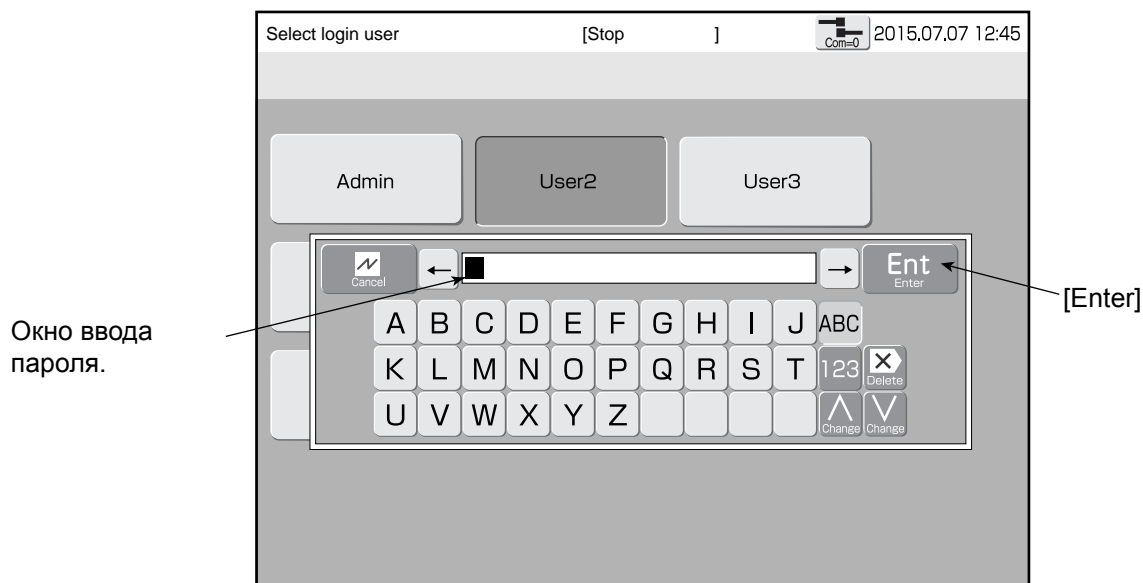 Select login user [Stop ] Com=0 2015.07.07 12:45
Admin User2 User3
Cancel ← → Ent Enter
[Enter]
Окно ввода
пароля.
A B C D E F G H I J ABC
K L M N O P Q R S T 123 Delete
U V W X Y Z Change Change